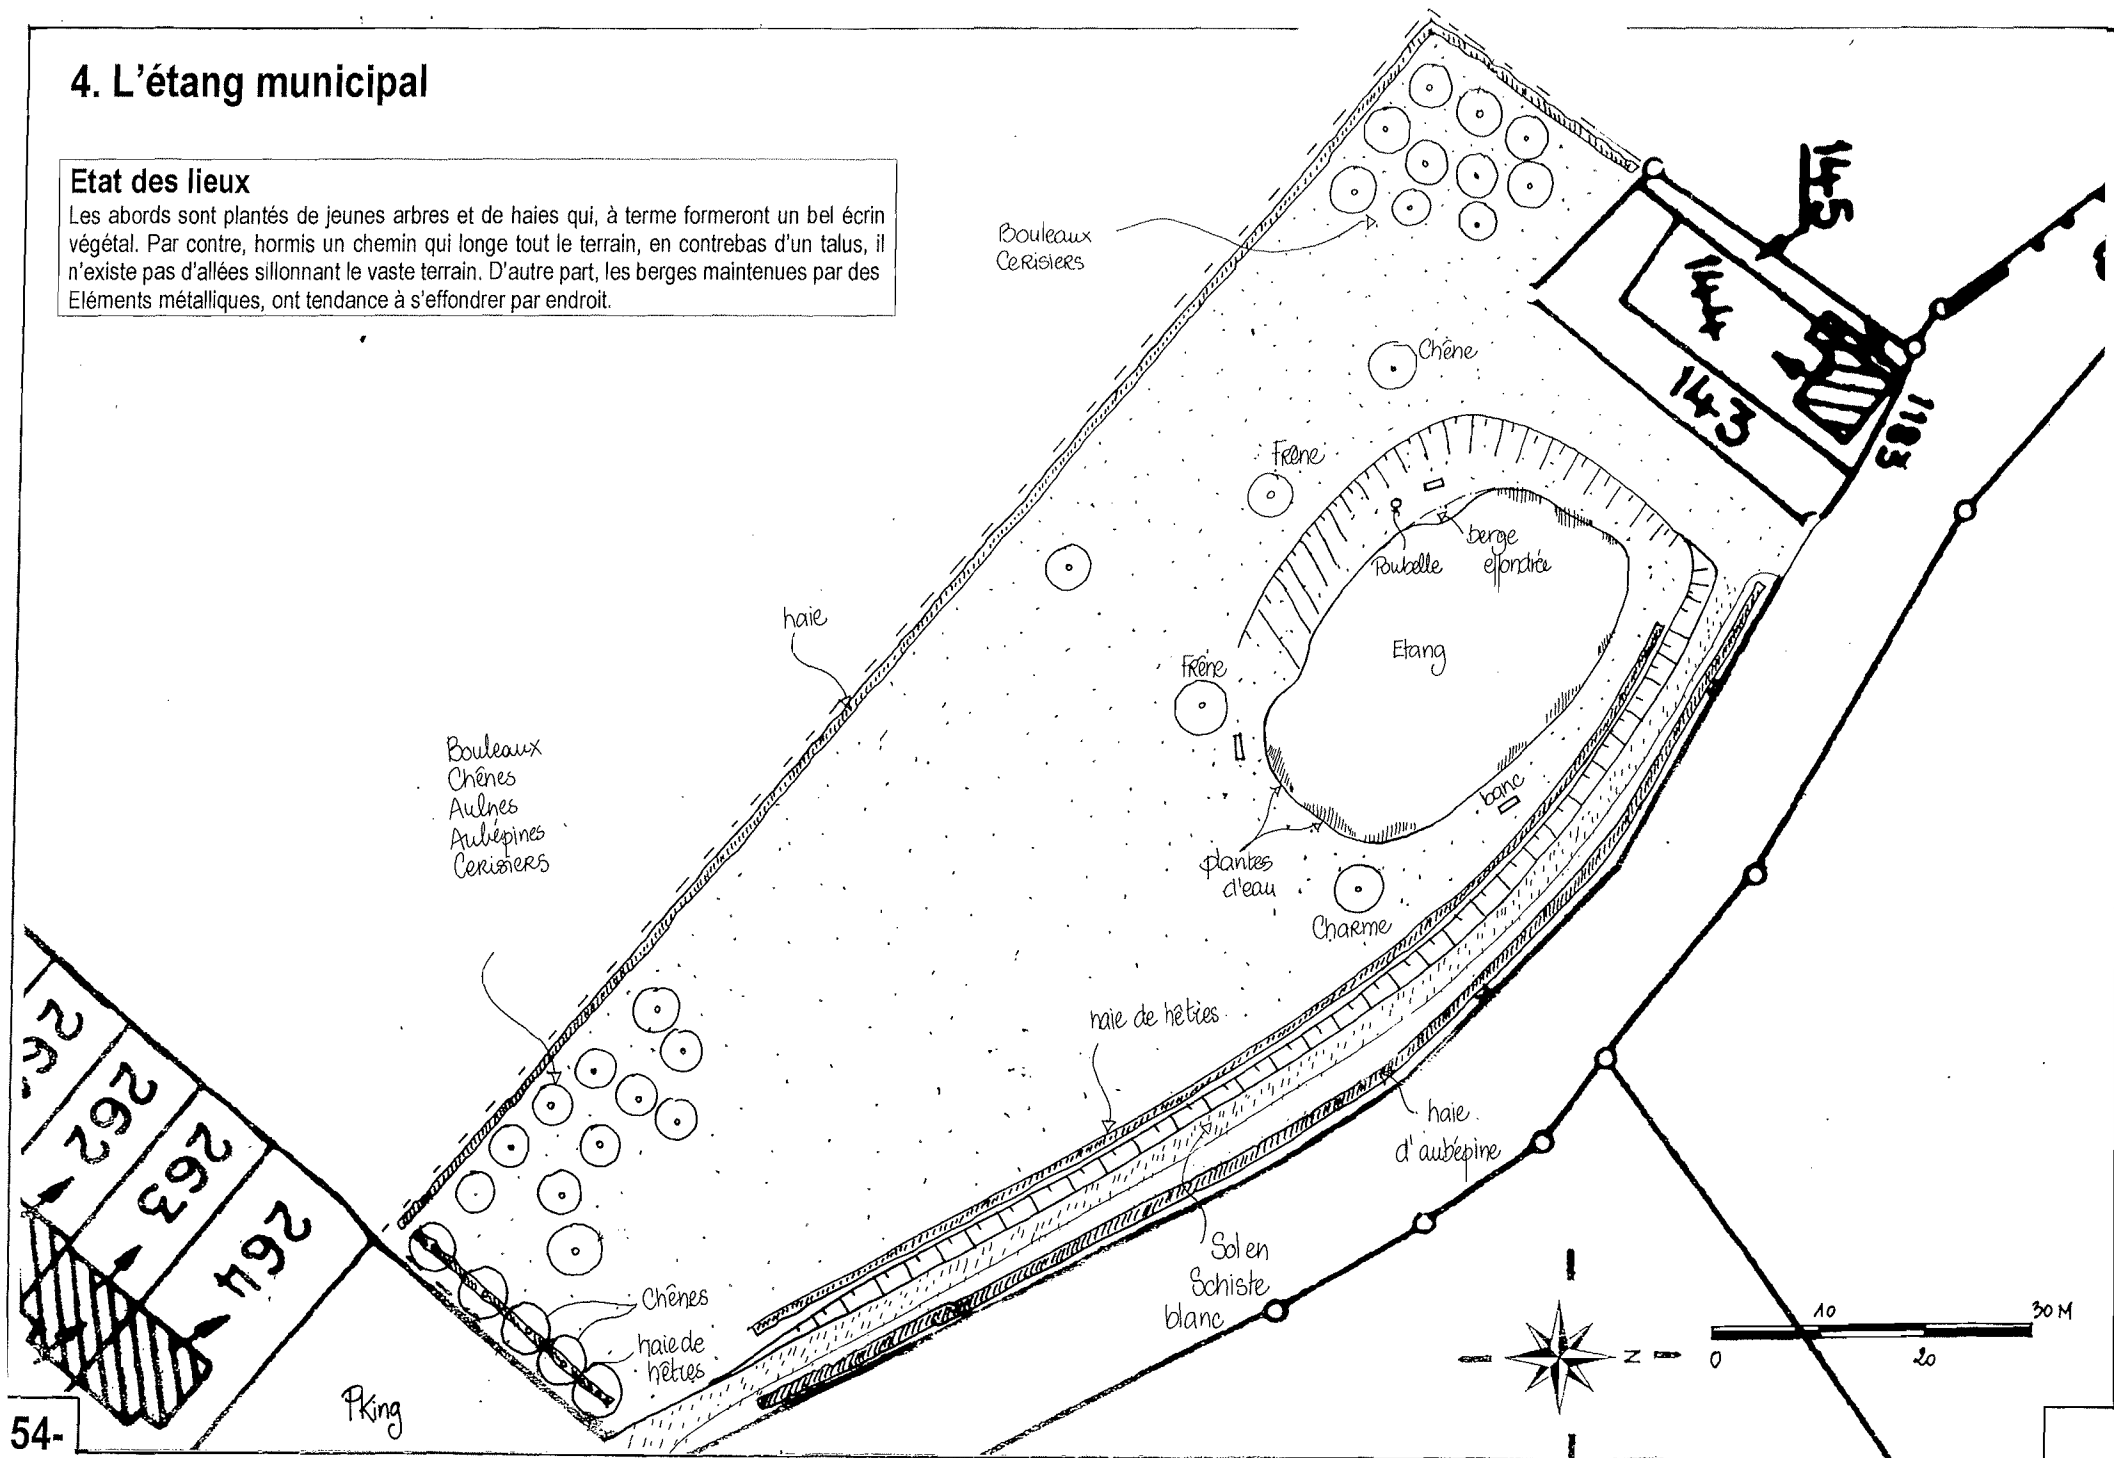 4. L'étang municipal
Etat des lieux
Les abords sont plantés de jeunes arbres et de haies qui, à terme formeront un bel écrin
végétal. Par contre, hormis un chemin qui longe tout le terrain, en contrebas d'un talus, il
n'existe pas d'allées sillonnant le vaste terrain. D'autre part, les berges maintenues par des
Eléments métalliques, ont tendance à s'effondrer par endroit.
Bouleaux
Cerisiers
145
144
143
1183
Chêne
Frêne
Poubelle
berge
effondrée
haie
Etang
Frêne
Bouleaux
Chênes
Aulnes
Aubépines
Cerisiers
banc
plantes
d'eau
Charme
haie de hêtres
haie
d'aubépine
262
263
264
Sol en
Schiste
blanc
Chênes
haie de
hêtres
PKing
N
10
30 M
0
20
54-